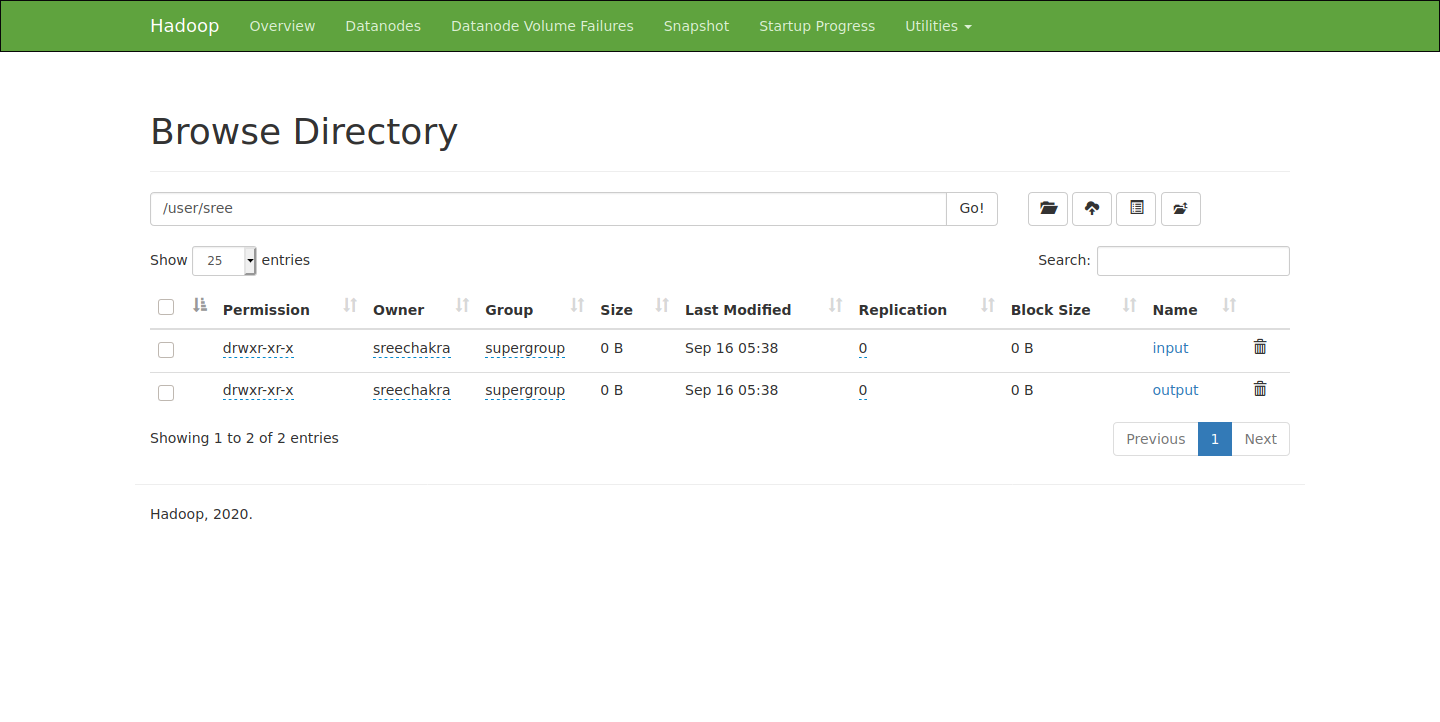 Hadoop Overview Datanodes Datanode Volume Failures Snapshot Startup Progress Utilities
Browse Directory
/user/sree Go!
Show 25 entries Search:
Permission Owner Group Size Last Modified Replication Block Size Name
drwxr-xr-x sreechakra supergroup 0 B Sep 16 05:38 0 0 B input
drwxr-xr-x sreechakra supergroup 0 B Sep 16 05:38 0 0 B output
Showing 1 to 2 of 2 entries Previous 1 Next
Hadoop, 2020.